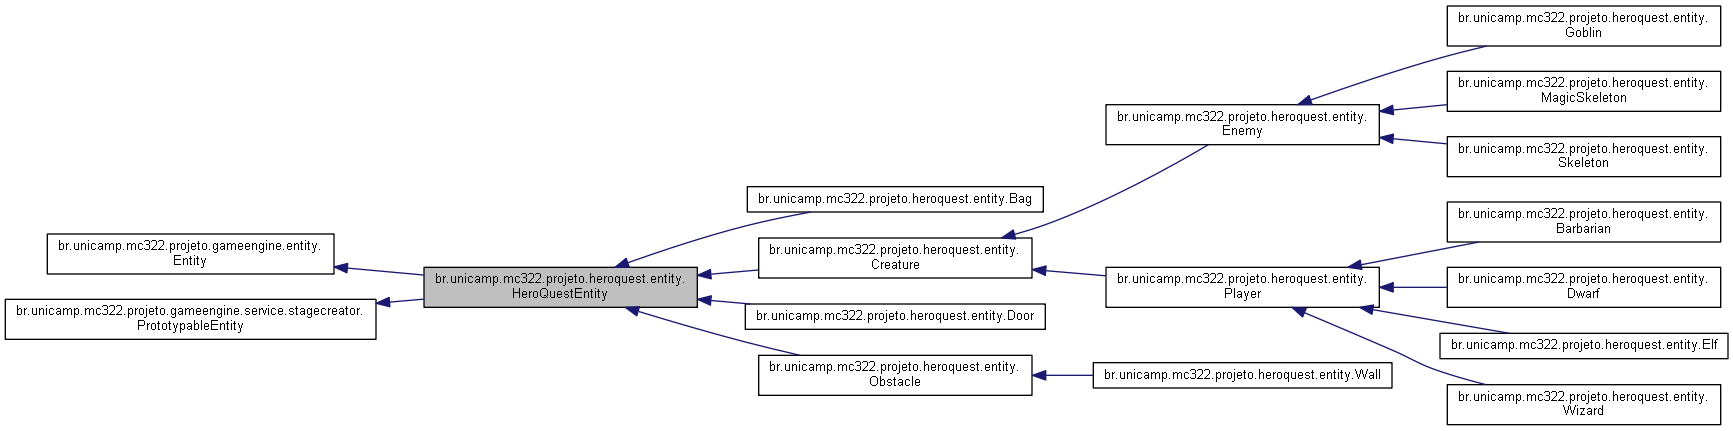 br.unicamp.mc322.projeto.gameengine.entity.
Entity
br.unicamp.mc322.projeto.gameengine.service.stagecreator.
PrototypableEntity
br.unicamp.mc322.projeto.heroquest.entity.
HeroQuestEntity
br.unicamp.mc322.projeto.heroquest.entity.Bag
br.unicamp.mc322.projeto.heroquest.entity.
Creature
br.unicamp.mc322.projeto.heroquest.entity.Door
br.unicamp.mc322.projeto.heroquest.entity.
Obstacle
br.unicamp.mc322.projeto.heroquest.entity.
Enemy
br.unicamp.mc322.projeto.heroquest.entity.
Player
br.unicamp.mc322.projeto.heroquest.entity.Wall
br.unicamp.mc322.projeto.heroquest.entity.
Goblin
br.unicamp.mc322.projeto.heroquest.entity.
MagicSkeleton
br.unicamp.mc322.projeto.heroquest.entity.
Skeleton
br.unicamp.mc322.projeto.heroquest.entity.
Barbarian
br.unicamp.mc322.projeto.heroquest.entity.
Dwarf
br.unicamp.mc322.projeto.heroquest.entity.Elf
br.unicamp.mc322.projeto.heroquest.entity.
Wizard